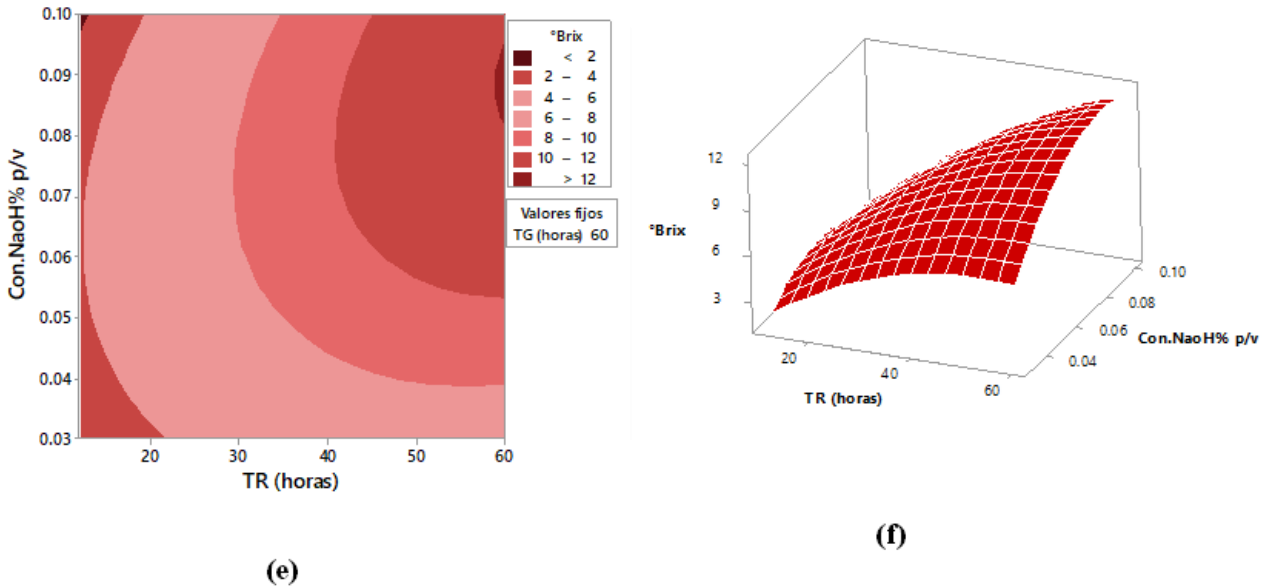 0.10
0.09
0.08
0.07
0.06
0.05
0.04
0.03
Con.NaoH% p/v
20
30
40
50
60
TR (horas)
°Brix
< 2
2 – 4
4 – 6
6 – 8
8 – 10
10 – 12
> 12
Valores fijos
TG (horas) 60
(e)
12
9
6
3
°Brix
20
40
60
TR (horas)
0.04
0.06
0.08
0.10
Con.NaoH% p/v
(f)